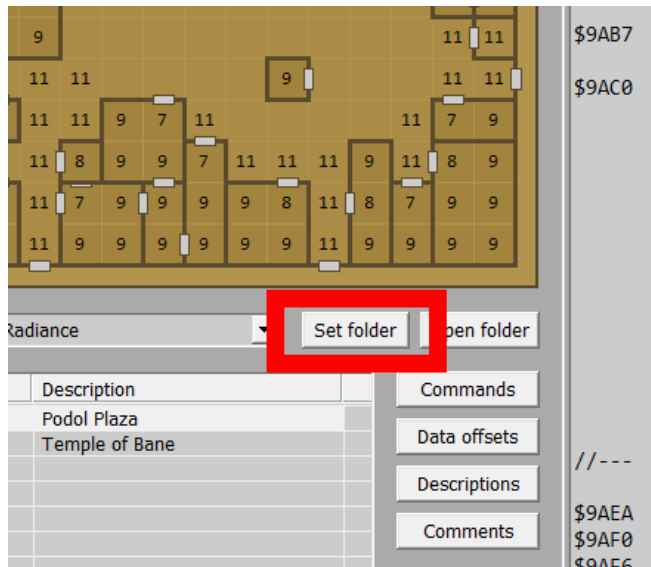 9 11 11 $9AB7
11 11 9 11 11 $9AC0
11 11 9 7 11 11 7 9
11 8 9 9 7 11 11 11 9 11 8 9
11 7 9 9 9 9 8 11 8 7 9 9
11 9 9 9 9 9 9 11 9 9 9 9
Radiance Set folder pen folder
Description Commands
Podol Plaza
Temple of Bane Data offsets
//---
Descriptions
$9AEA
Comments
$9AF0
$9AF6